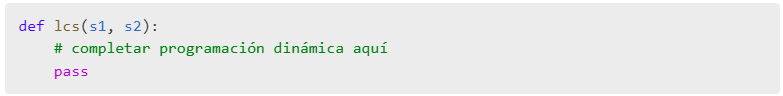 def lcs(s1, s2):
    # completar programación dinámica aquí
    pass